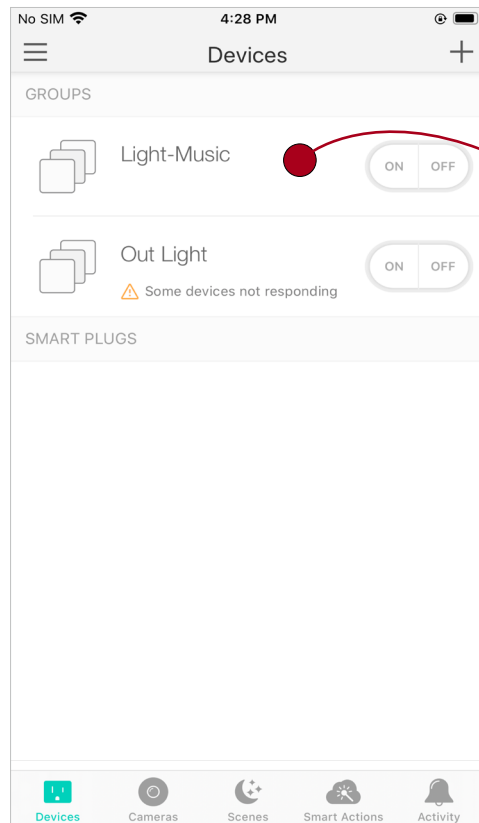 No SIM 4:28 PM
Devices
GROUPS
Light-Music ON OFF
Out Light ON OFF
Some devices not responding
SMART PLUGS
Devices Cameras Scenes Smart Actions Activity